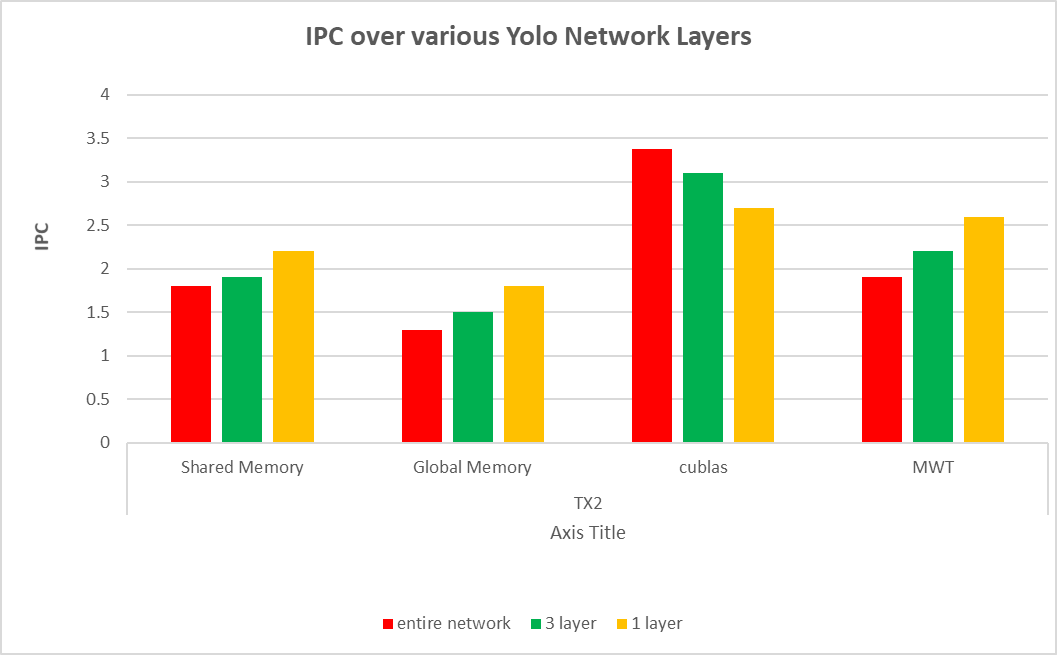 IPC over various Yolo Network Layers
4
3.5
3
2.5
2
1.5
1
0.5
0
IPC
Shared Memory Global Memory cublas MWT
TX2
Axis Title
entire network 3 layer 1 layer